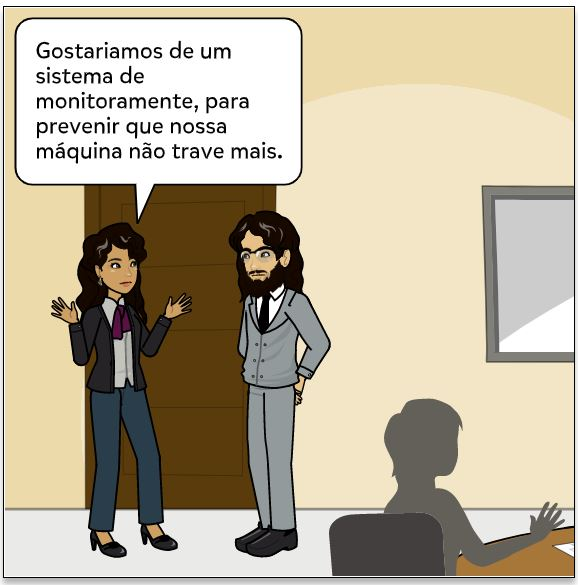 Gostariamos de um
sistema de
monitoramente, para
prevenir que nossa
máquina não trave mais.